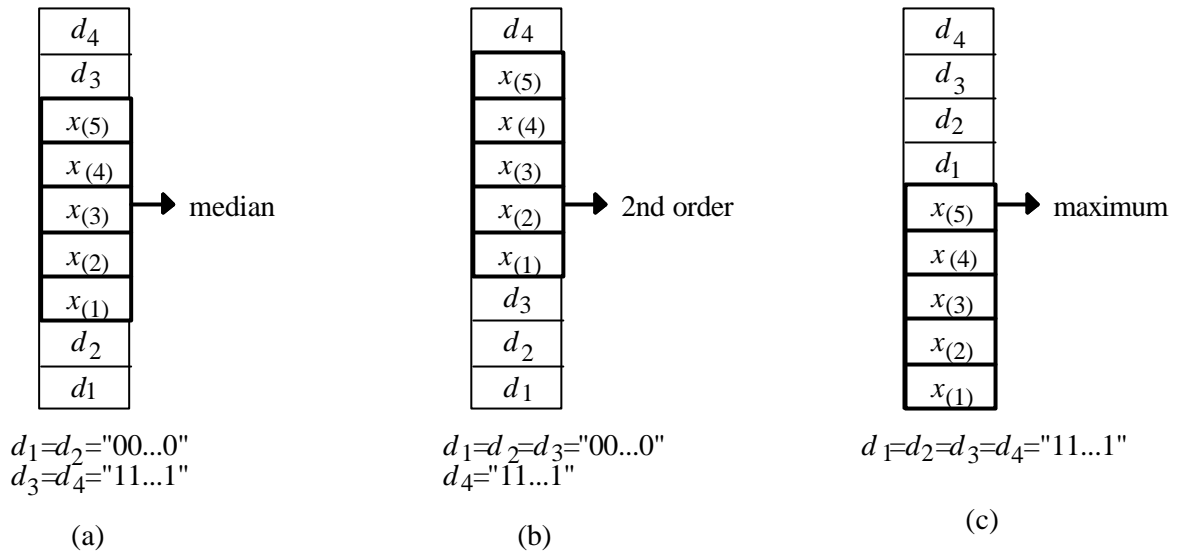 d4
d3
x(5)
x(4)
x(3)
x(2)
x(1)
d2
d1
median
d1=d2="00...0"
d3=d4="11...1"
(a)
d4
x(5)
x(4)
x(3)
x(2)
x(1)
d3
d2
d1
2nd order
d1=d2=d3="00...0"
d4="11...1"
(b)
d4
d3
d2
d1
x(5)
x(4)
x(3)
x(2)
x(1)
maximum
d1=d2=d3=d4="11...1"
(c)